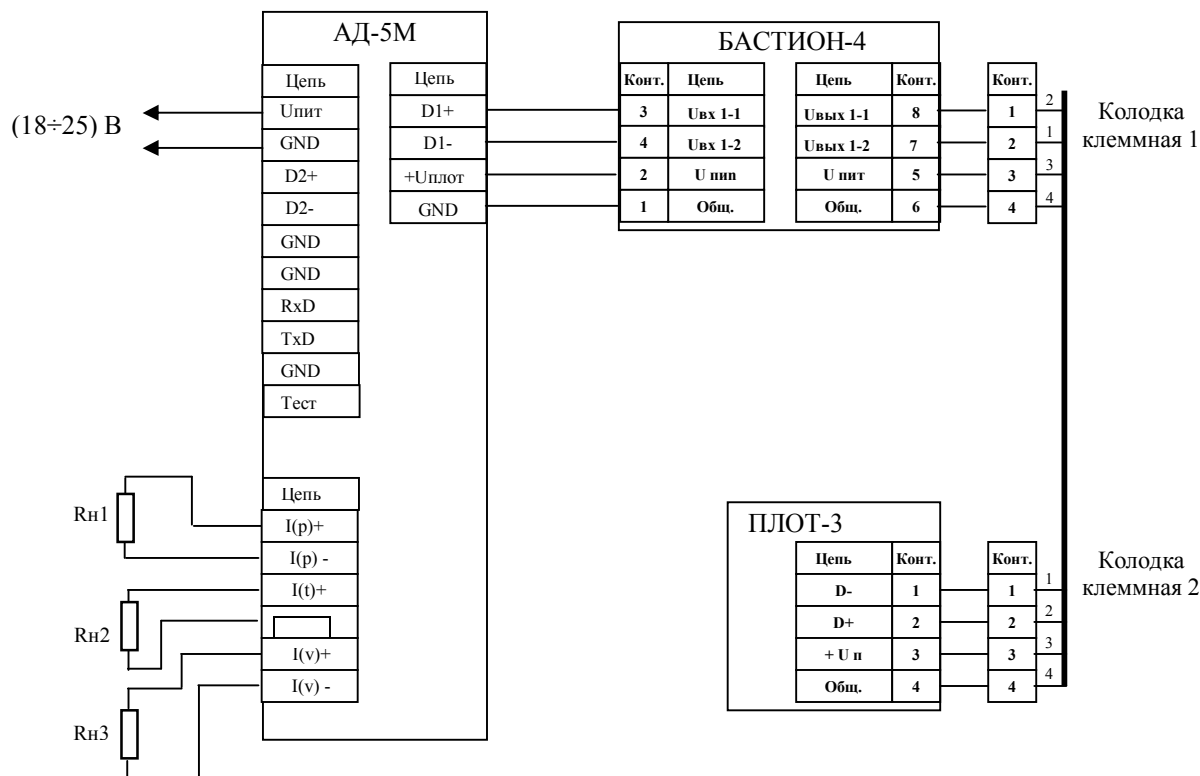 АД-5М
Цепь
Uпит
GND
D2+
D2-
GND
GND
RxD
TxD
GND
Тест
(18÷25) В
Цепь
D1+
D1-
+Uплот
GND
БАСТИОН-4
Конт. Цепь
3 Uвх 1-1
4 Uвх 1-2
2 U пип
1 Общ.
Цепь Конт.
Uвых 1-1 8
Uвых 1-2 7
U пит 5
Общ. 6
Конт.
1 2
2 1
3 3
4 4
Колодка
клеммная 1
Цепь
I(p)+
I(p) -
I(t)+
I(v)+
I(v) -
Rн1
Rн2
Rн3
ПЛОТ-3
Цепь Конт.
D- 1
D+ 2
+ U п 3
Общ. 4
Конт.
1 1
2 2
3 3
4 4
Колодка
клеммная 2